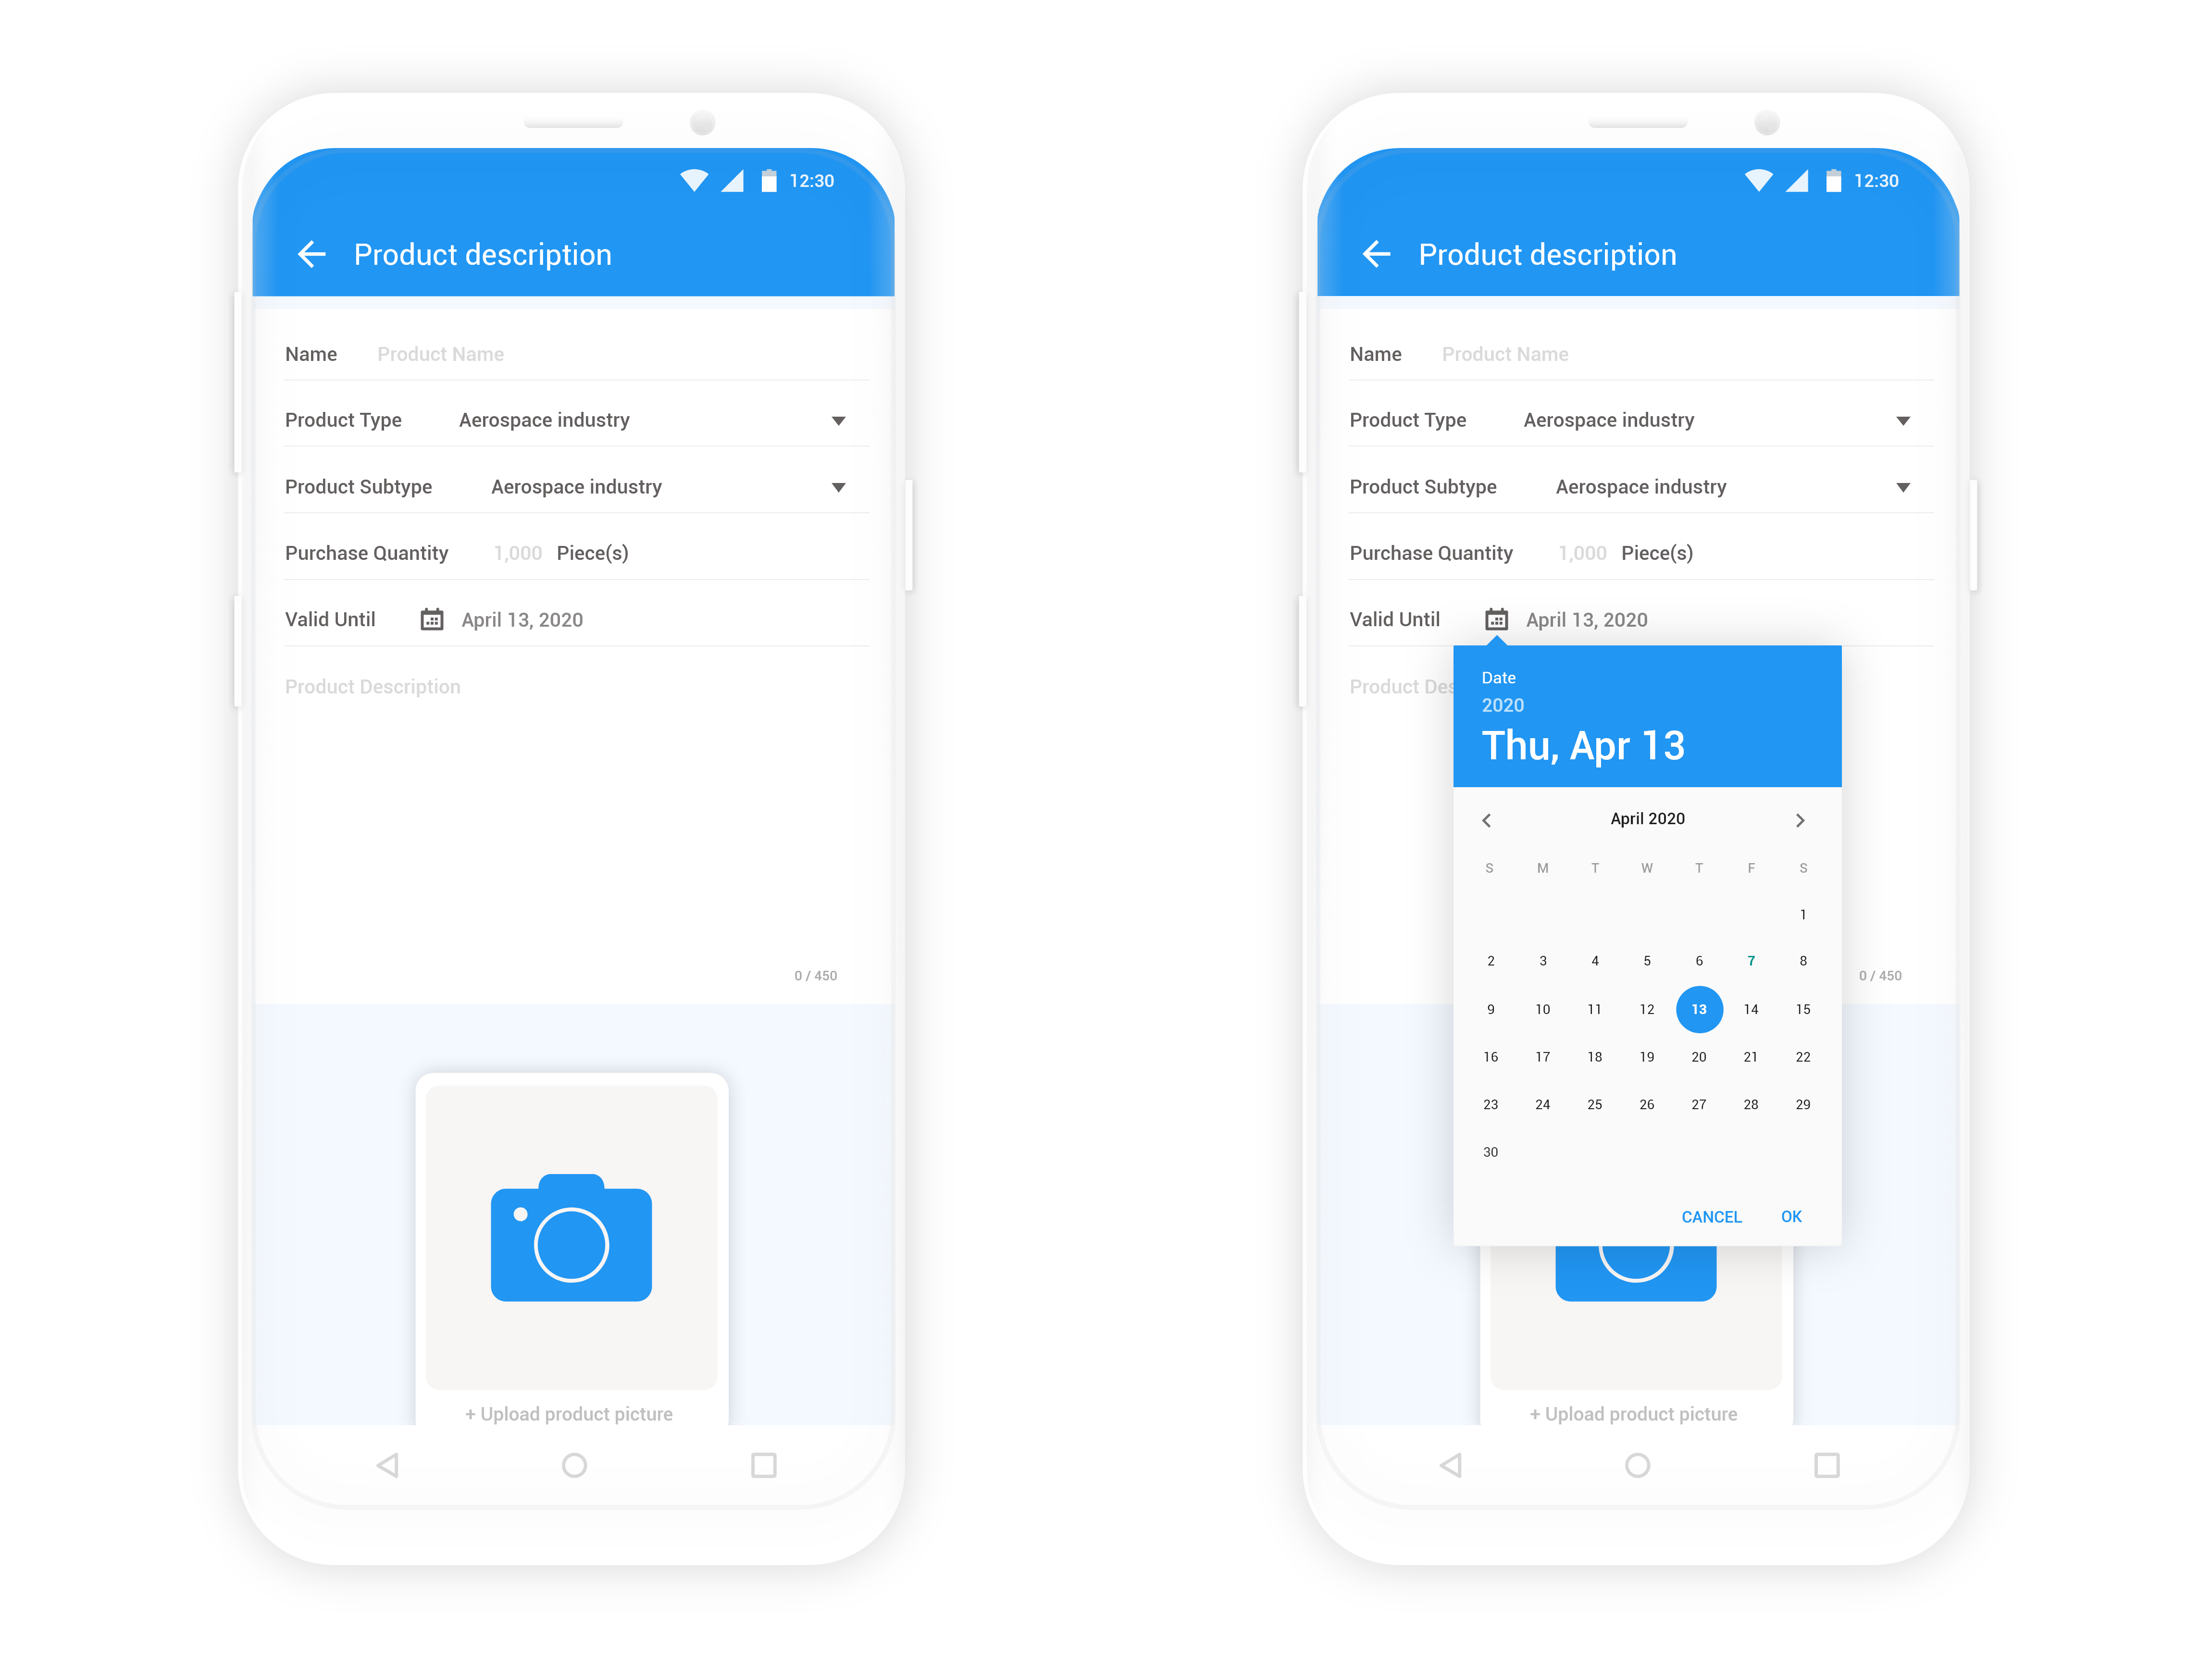 12:30
Product description
Name Product Name
Product Type Aerospace industry
Product Subtype Aerospace industry
Purchase Quantity 1,000 Piece(s)
Valid Until April 13, 2020
Product Description
0 / 450
+ Upload product picture
12:30
Product description
Name Product Name
Product Type Aerospace industry
Product Subtype Aerospace industry
Purchase Quantity 1,000 Piece(s)
Valid Until April 13, 2020
Product Des
Date
2020
Thu, Apr 13
April 2020
S M T W T F S
1
2 3 4 5 6 7 8
0 / 450
9 10 11 12 13 14 15
16 17 18 19 20 21 22
23 24 25 26 27 28 29
30
CANCEL OK
+ Upload product picture